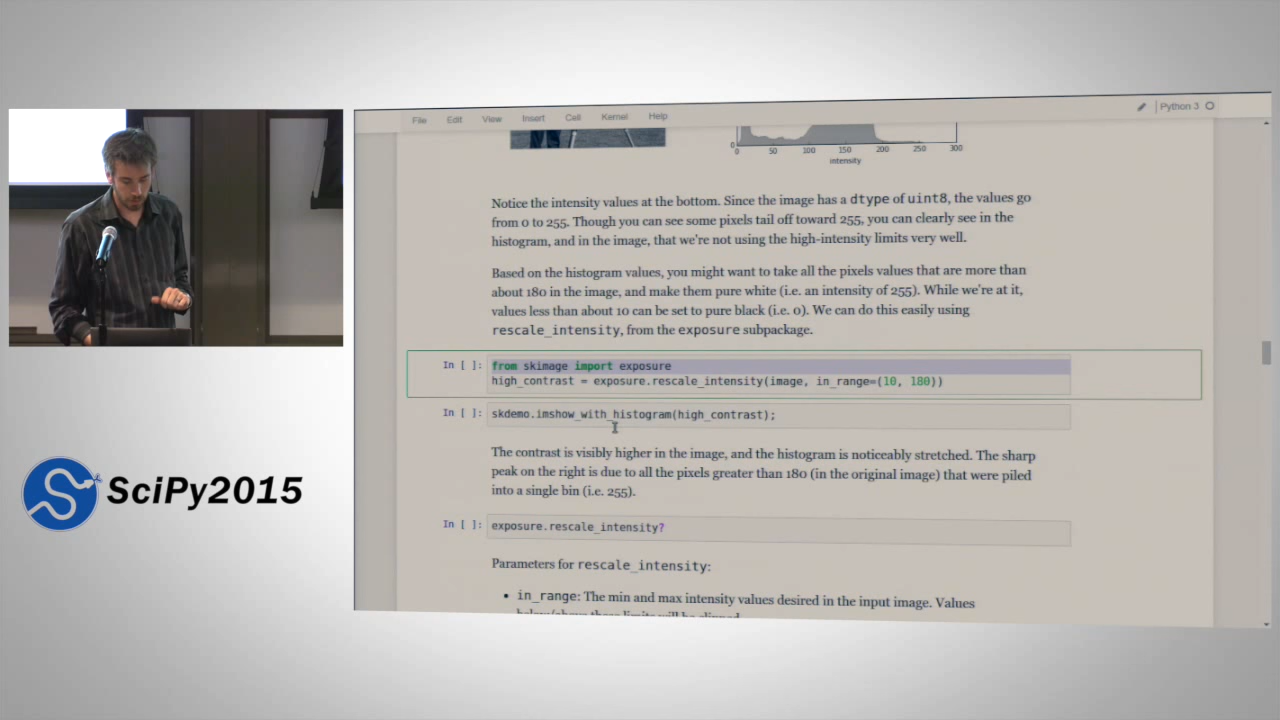 File Edit View Insert Cell Kernel Help Python 3
0 0 50 100 150 200 250 300
intensity
Notice the intensity values at the bottom. Since the image has a dtype of uint8, the values go
from 0 to 255. Though you can see some pixels tail off toward 255, you can clearly see in the
histogram, and in the image, that we're not using the high-intensity limits very well.
Based on the histogram values, you might want to take all the pixels values that are more than
about 180 in the image, and make them pure white (i.e. an intensity of 255). While we're at it,
values less than about 10 can be set to pure black (i.e. 0). We can do this easily using
rescale_intensity, from the exposure subpackage.
In [ ]: from skimage import exposure
high_contrast = exposure.rescale_intensity(image, in_range=(10, 180))
In [ ]: skdemo.imshow_with_histogram(high_contrast);
The contrast is visibly higher in the image, and the histogram is noticeably stretched. The sharp
peak on the right is due to all the pixels greater than 180 (in the original image) that were piled
into a single bin (i.e. 255).
In [ ]: exposure.rescale_intensity?
Parameters for rescale_intensity:
• in_range: The min and max intensity values desired in the input image. Values
below/above these limits will be clipped.
SciPy2015